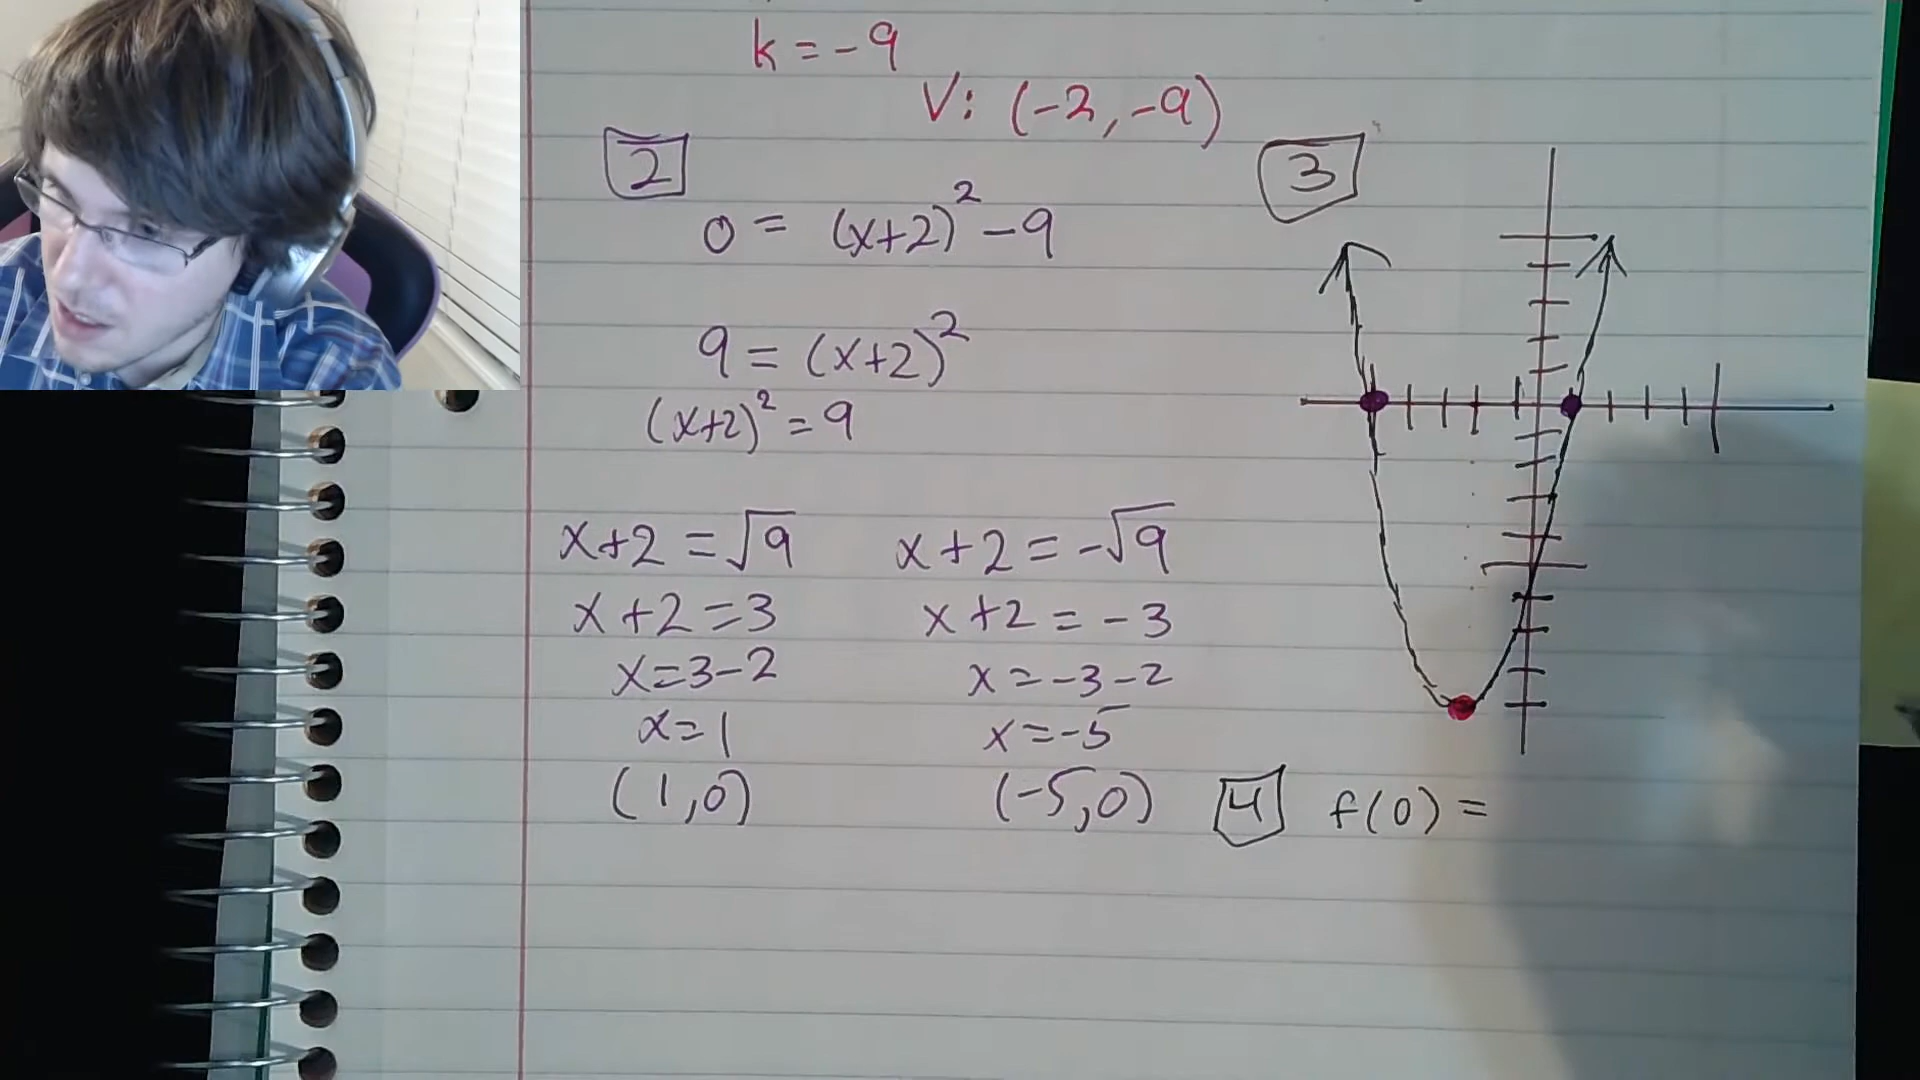 k = -9
V: (-2, -9)
2
0 = (x+2)² - 9
9 = (x+2)²
(x+2)² = 9
x+2 = √9
x+2 = 3
x = 3-2
x = 1
(1,0)
x+2 = -√9
x+2 = -3
x = -3-2
x = -5
(-5,0)
3
4 f(0) =